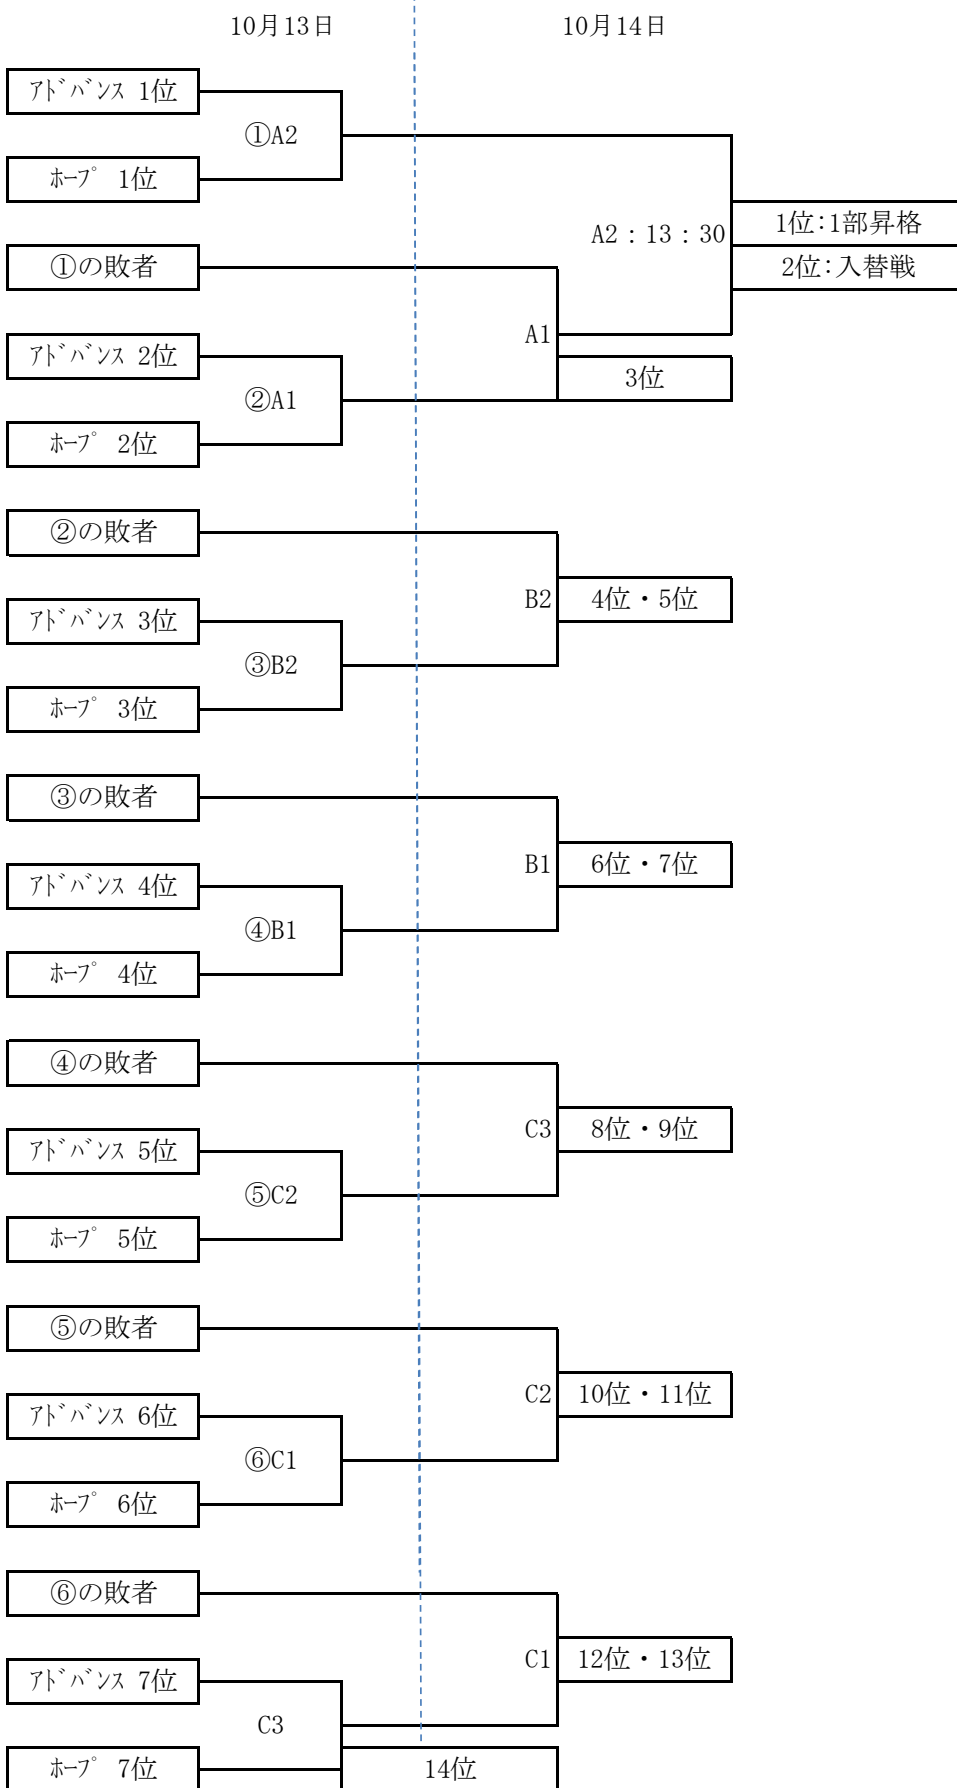 10月13日 10月14日
ｱﾄﾞﾊﾞﾝｽ 1位
①A2
ﾎｰﾌﾟ 1位
1位:1部昇格
A2：13：30
①の敗者
2位:入替戦
A1
ｱﾄﾞﾊﾞﾝｽ 2位
3位
②A1
ﾎｰﾌﾟ 2位
②の敗者
B2 4位・5位
ｱﾄﾞﾊﾞﾝｽ 3位
③B2
ﾎｰﾌﾟ 3位
③の敗者
B1 6位・7位
ｱﾄﾞﾊﾞﾝｽ 4位
④B1
ﾎｰﾌﾟ 4位
④の敗者
C3 8位・9位
ｱﾄﾞﾊﾞﾝｽ 5位
⑤C2
ﾎｰﾌﾟ 5位
⑤の敗者
C2 10位・11位
ｱﾄﾞﾊﾞﾝｽ 6位
⑥C1
ﾎｰﾌﾟ 6位
⑥の敗者
C1 12位・13位
ｱﾄﾞﾊﾞﾝｽ 7位
C3
ﾎｰﾌﾟ 7位
14位